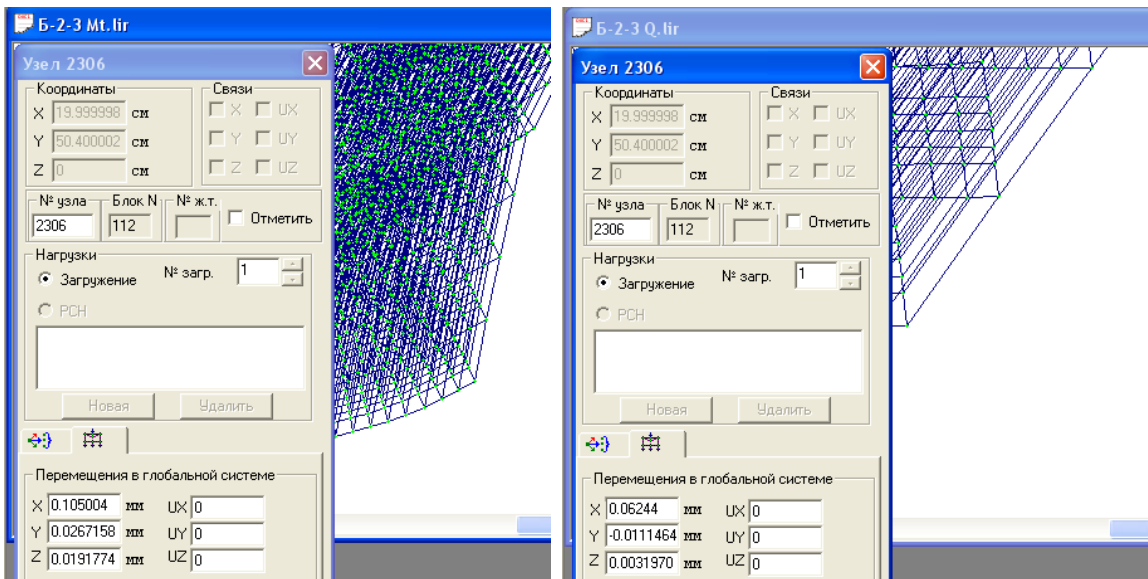 Б-2-3 Mt.lir
Узел 2306
Координаты
Связи
X 19.999998 см
X UX
Y 50.400002 см
Y UY
Z 0 см
Z UZ
№ узла Блок N № ж.т.
2306 112 Отметить
Нагрузки
Загружение № загр. 1
РСН
Новая Удалить
Перемещения в глобальной системе
X 0.105004 мм UX 0
Y 0.0267158 мм UY 0
Z 0.0191774 мм UZ 0
Б-2-3 Q.lir
Узел 2306
Координаты
Связи
X 19.999998 см
X UX
Y 50.400002 см
Y UY
Z 0 см
Z UZ
№ узла Блок N № ж.т.
2306 112 Отметить
Нагрузки
Загружение № загр. 1
РСН
Новая Удалить
Перемещения в глобальной системе
X 0.06244 мм UX 0
Y -0.0111464 мм UY 0
Z 0.0031970 мм UZ 0